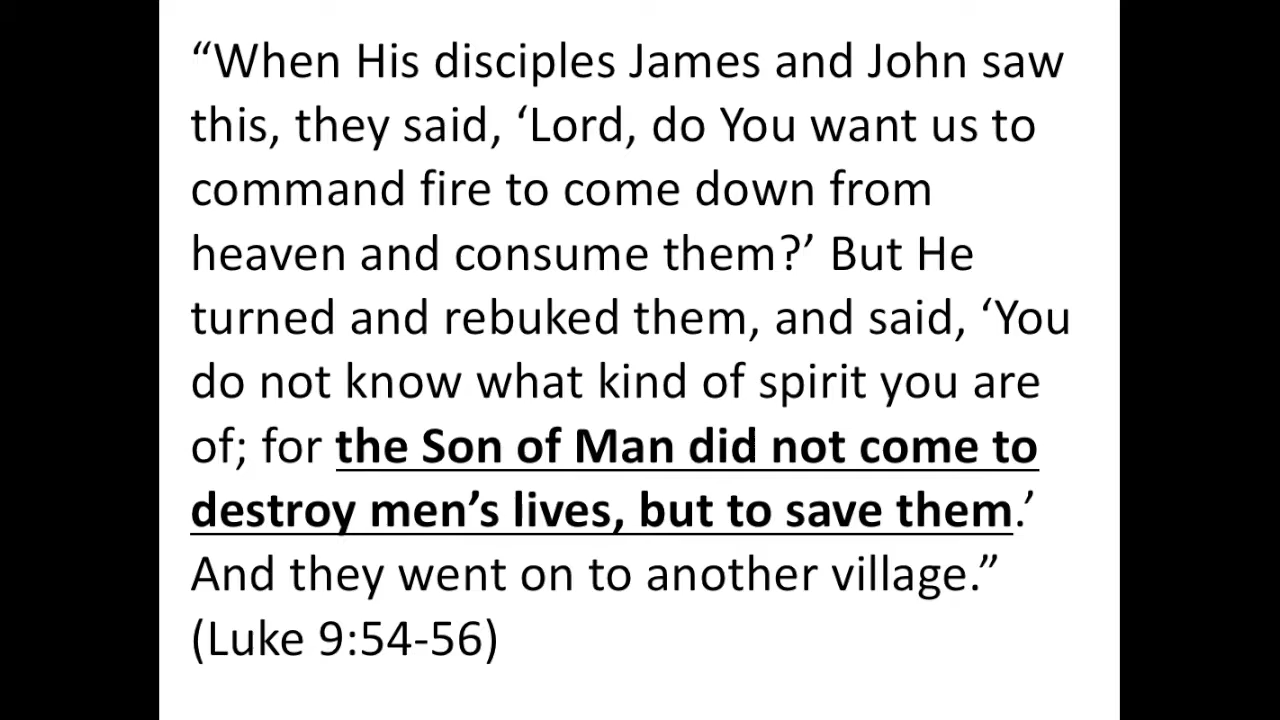 “When His disciples James and John saw
this, they said, ‘Lord, do You want us to
command fire to come down from
heaven and consume them?’ But He
turned and rebuked them, and said, ‘You
do not know what kind of spirit you are
of; for the Son of Man did not come to
destroy men’s lives, but to save them.’
And they went on to another village.”
(Luke 9:54-56)